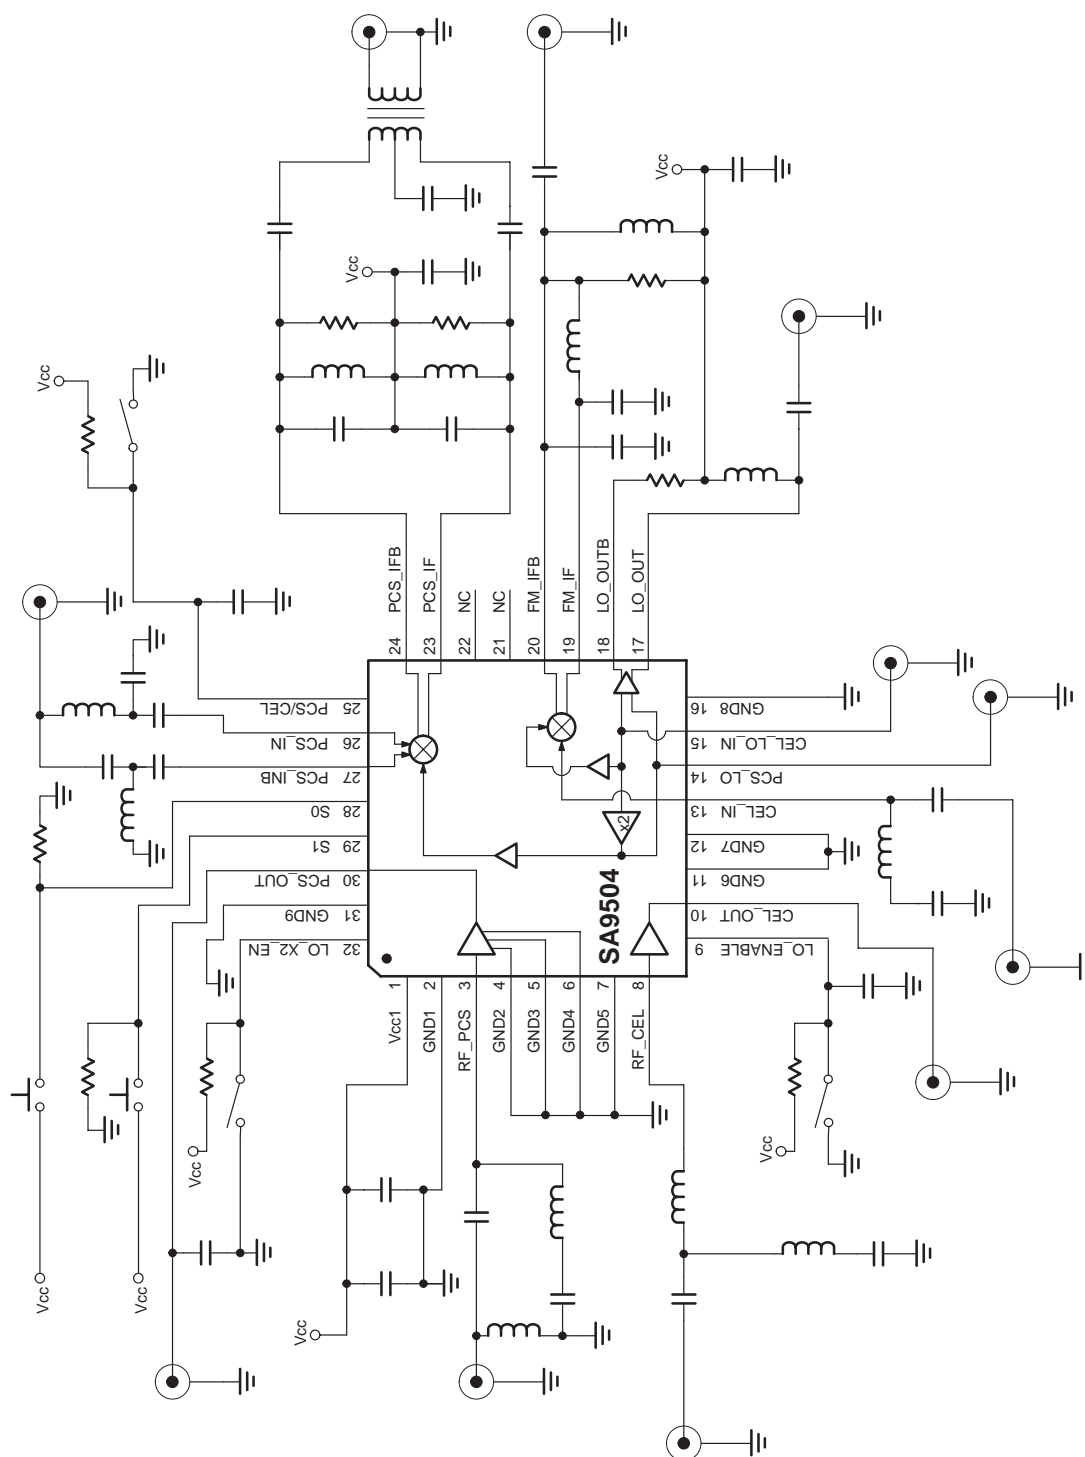 Vcc
Vcc
Vcc
PCS_IFB
PCS_IF
NC
NC
FM_IFB
FM_IF
LO_OUTB
LO_OUT
24
23
22
21
20
19
18
17
25 PCS/CEL
26 PCS_IN
27 PCS_INB
28 S0
29 S1
30 PCS_OUT
31 GND9
32 LO_X2_EN
16 GND8
15 CEL_LO_IN
14 PCS_LO
13 CEL_IN
12 GND7
11 GND6
10 CEL_OUT
9 LO_ENABLE
x2
SA9504
1
2
3
4
5
6
7
8
Vcc1
GND1
RF_PCS
GND2
GND3
GND4
GND5
RF_CEL
Vcc
Vcc
Vcc
Vcc
Vcc